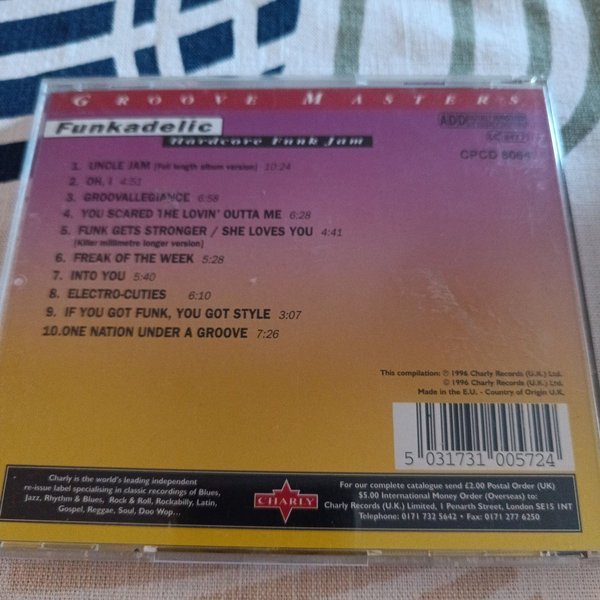 GROOVE MASTERS
Funkadelic
Hardcore Funk Jam
ADD
CPCD 8064
1. UNCLE JAM (Full length album version) 10:24
2. OH, I 4:51
3. GROOVALLEGIANCE 6:58
4. YOU SCARED THE LOVIN' OUTTA ME 6:28
5. FUNK GETS STRONGER / SHE LOVES YOU 4:41
(Killer millimetre longer version)
6. FREAK OF THE WEEK 5:28
7. INTO YOU 5:40
8. ELECTRO-CUTIES 6:10
9. IF YOU GOT FUNK, YOU GOT STYLE 3:07
10.ONE NATION UNDER A GROOVE 7:26
This compilation: ℗ 1996 Charly Records (U.K.) Ltd.
© 1996 Charly Records (U.K.) Ltd.
Made in the E.U. - Country of Origin U.K.
5 031731 005724
Charly is the world's leading independent
re-issue label specialising in classic recordings of Blues,
Jazz, Rhythm & Blues, Rock & Roll, Rockabilly, Latin,
Gospel, Reggae, Soul, Doo Wop...
CHARLY
For our complete catalogue send £2.00 Postal Order (UK)
$5.00 International Money Order (Overseas) to:
Charly Records (U.K.) Limited, 1 Penarth Street, London SE15 1NT
Telephone: 0171 732 5642 • Fax: 0171 277 6250